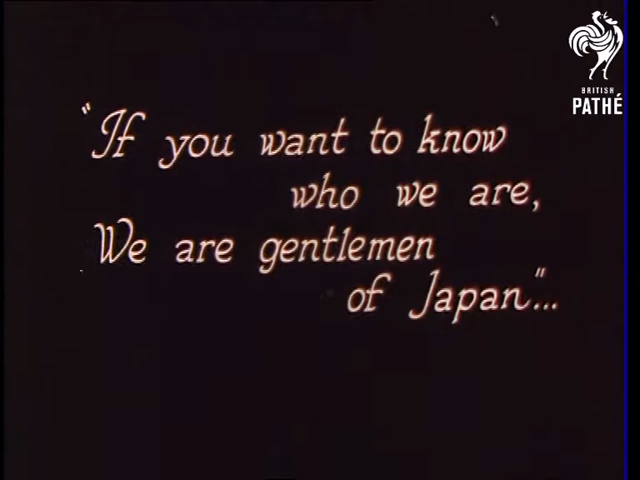 BRITISH
PATHÉ
"If you want to know
who we are,
We are gentlemen
of Japan"...